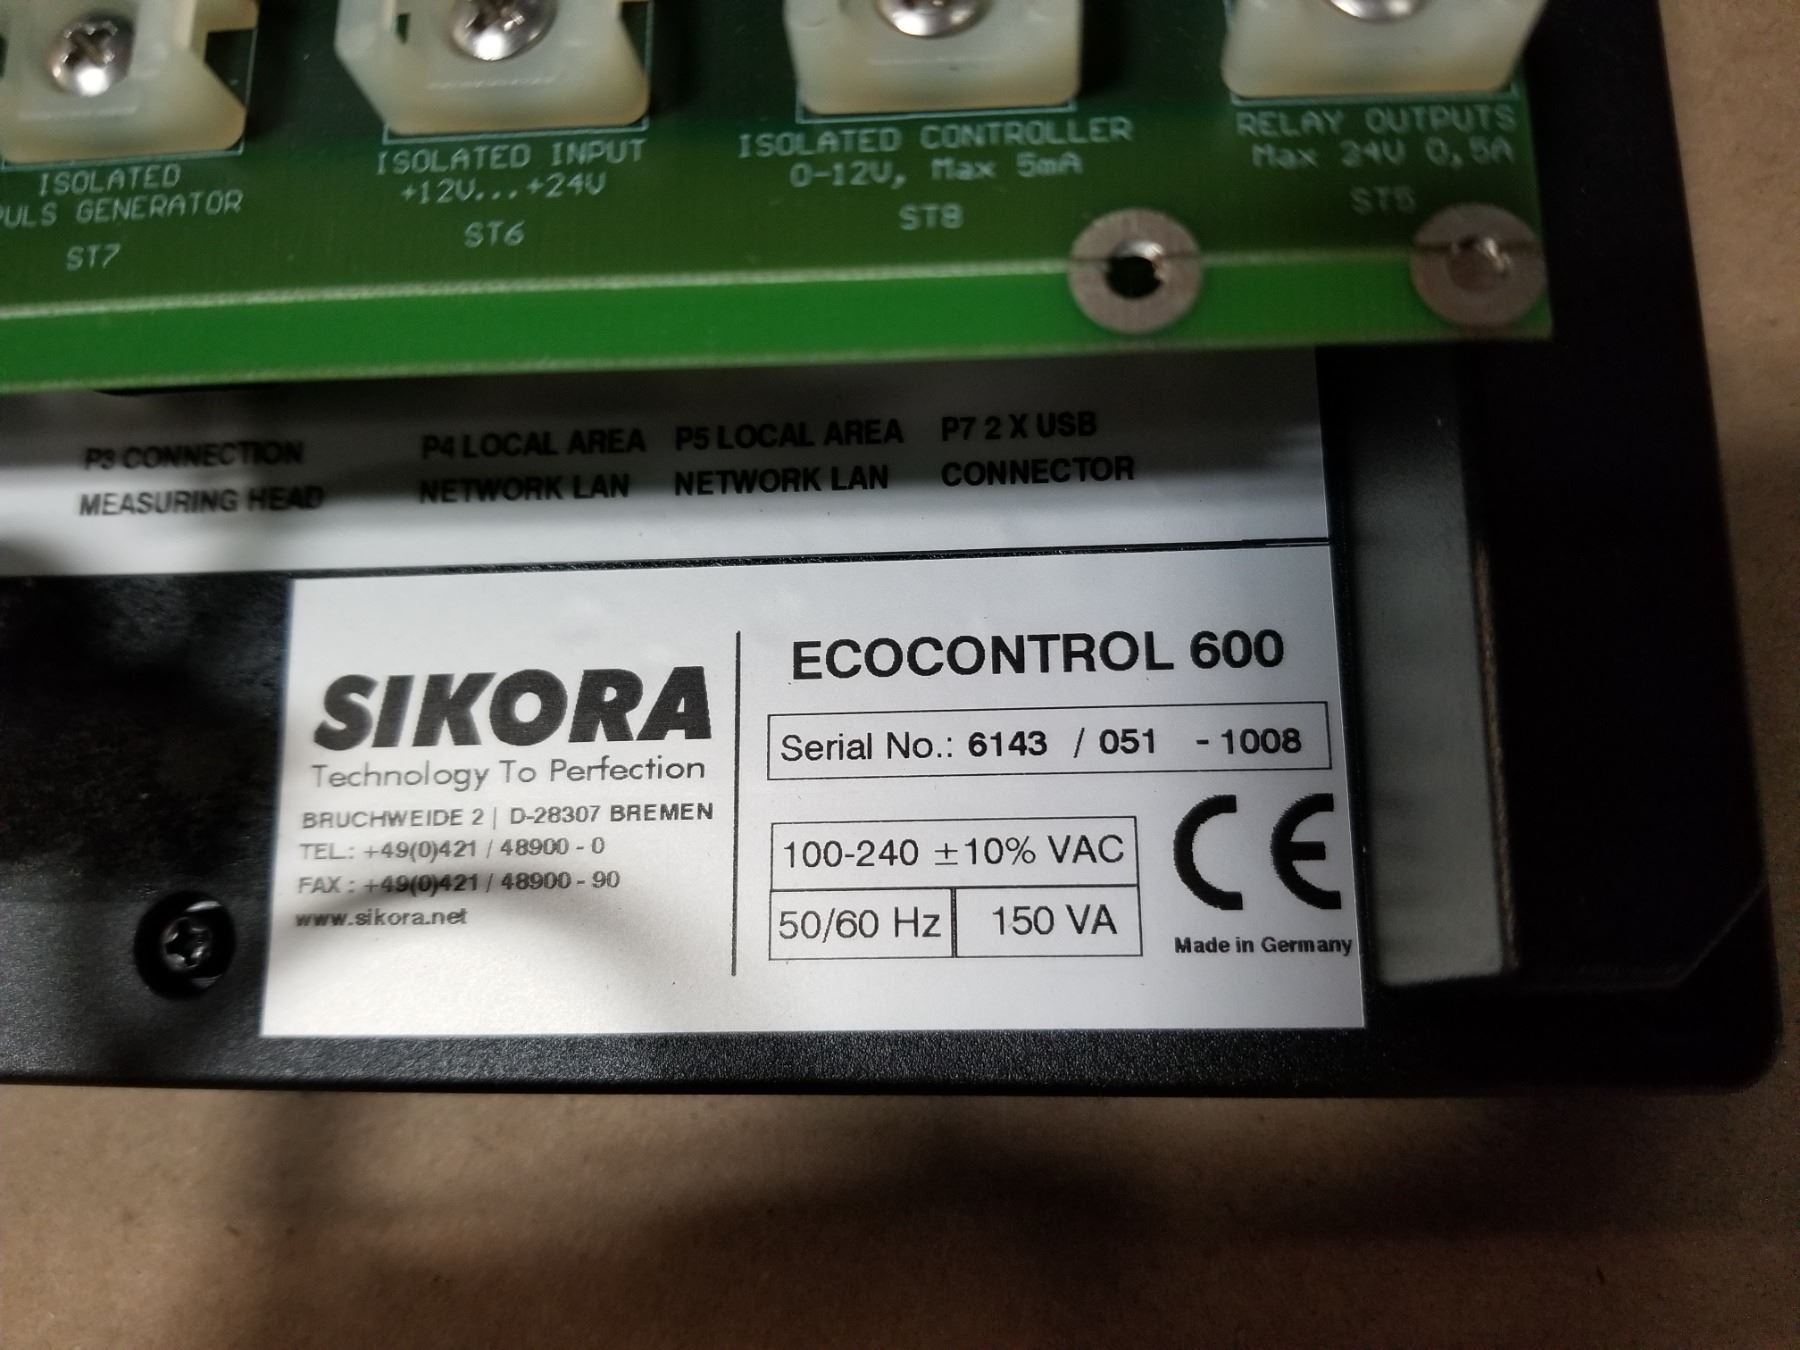 ISOLATED
PULS GENERATOR
ST7
ISOLATED INPUT
+12V...+24V
ST6
ISOLATED CONTROLLER
0-12V, Max 5mA
ST8
RELAY OUTPUTS
Max 24V 0,5A
ST5
P3 CONNECTION
MEASURING HEAD
P4 LOCAL AREA
NETWORK LAN
P5 LOCAL AREA
NETWORK LAN
P7 2 X USB
CONNECTOR
SIKORA
Technology To Perfection
BRUCHWEIDE 2 | D-28307 BREMEN
TEL.: +49(0)421 / 48900 - 0
FAX : +49(0)421 / 48900 - 90
www.sikora.net
ECOCONTROL 600
Serial No.: 6143 / 051 - 1008
100-240 ±10% VAC
50/60 Hz
150 VA
CE
Made in Germany